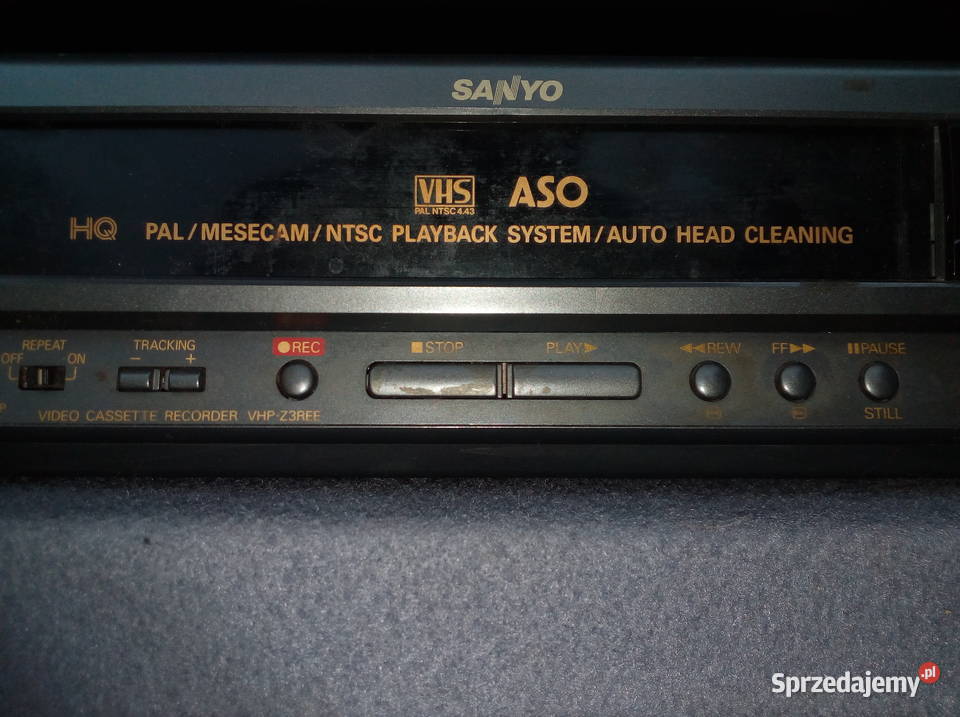 SANYO
VHS ASO
PAL NTSC 4.43
HQ PAL/MESECAM/NTSC PLAYBACK SYSTEM/AUTO HEAD CLEANING
REPEAT TRACKING REC STOP PLAY REW FF PAUSE
OFF ON - +
VIDEO CASSETTE RECORDER VHP-Z3REE STILL
Sprzedajemy.pl